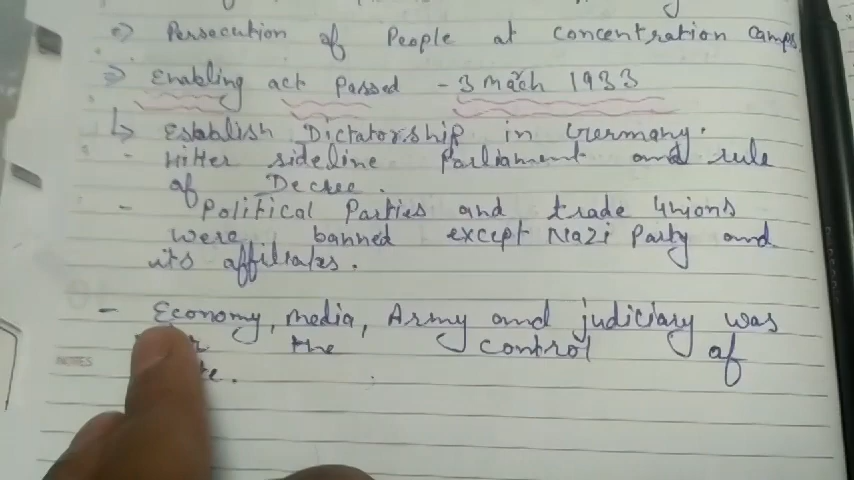 => Persecution of People at concentration camps
=> Enabling act Passed - 3 March 1933
↳ Establish Dictatorship in Germany.
- Hitler sideline Parliament and rule
of Decree.
- Political Parties and trade Unions
were banned except Nazi Party and
its affiliates.
- Economy, media, Army and judiciary was
the control of
NOTES